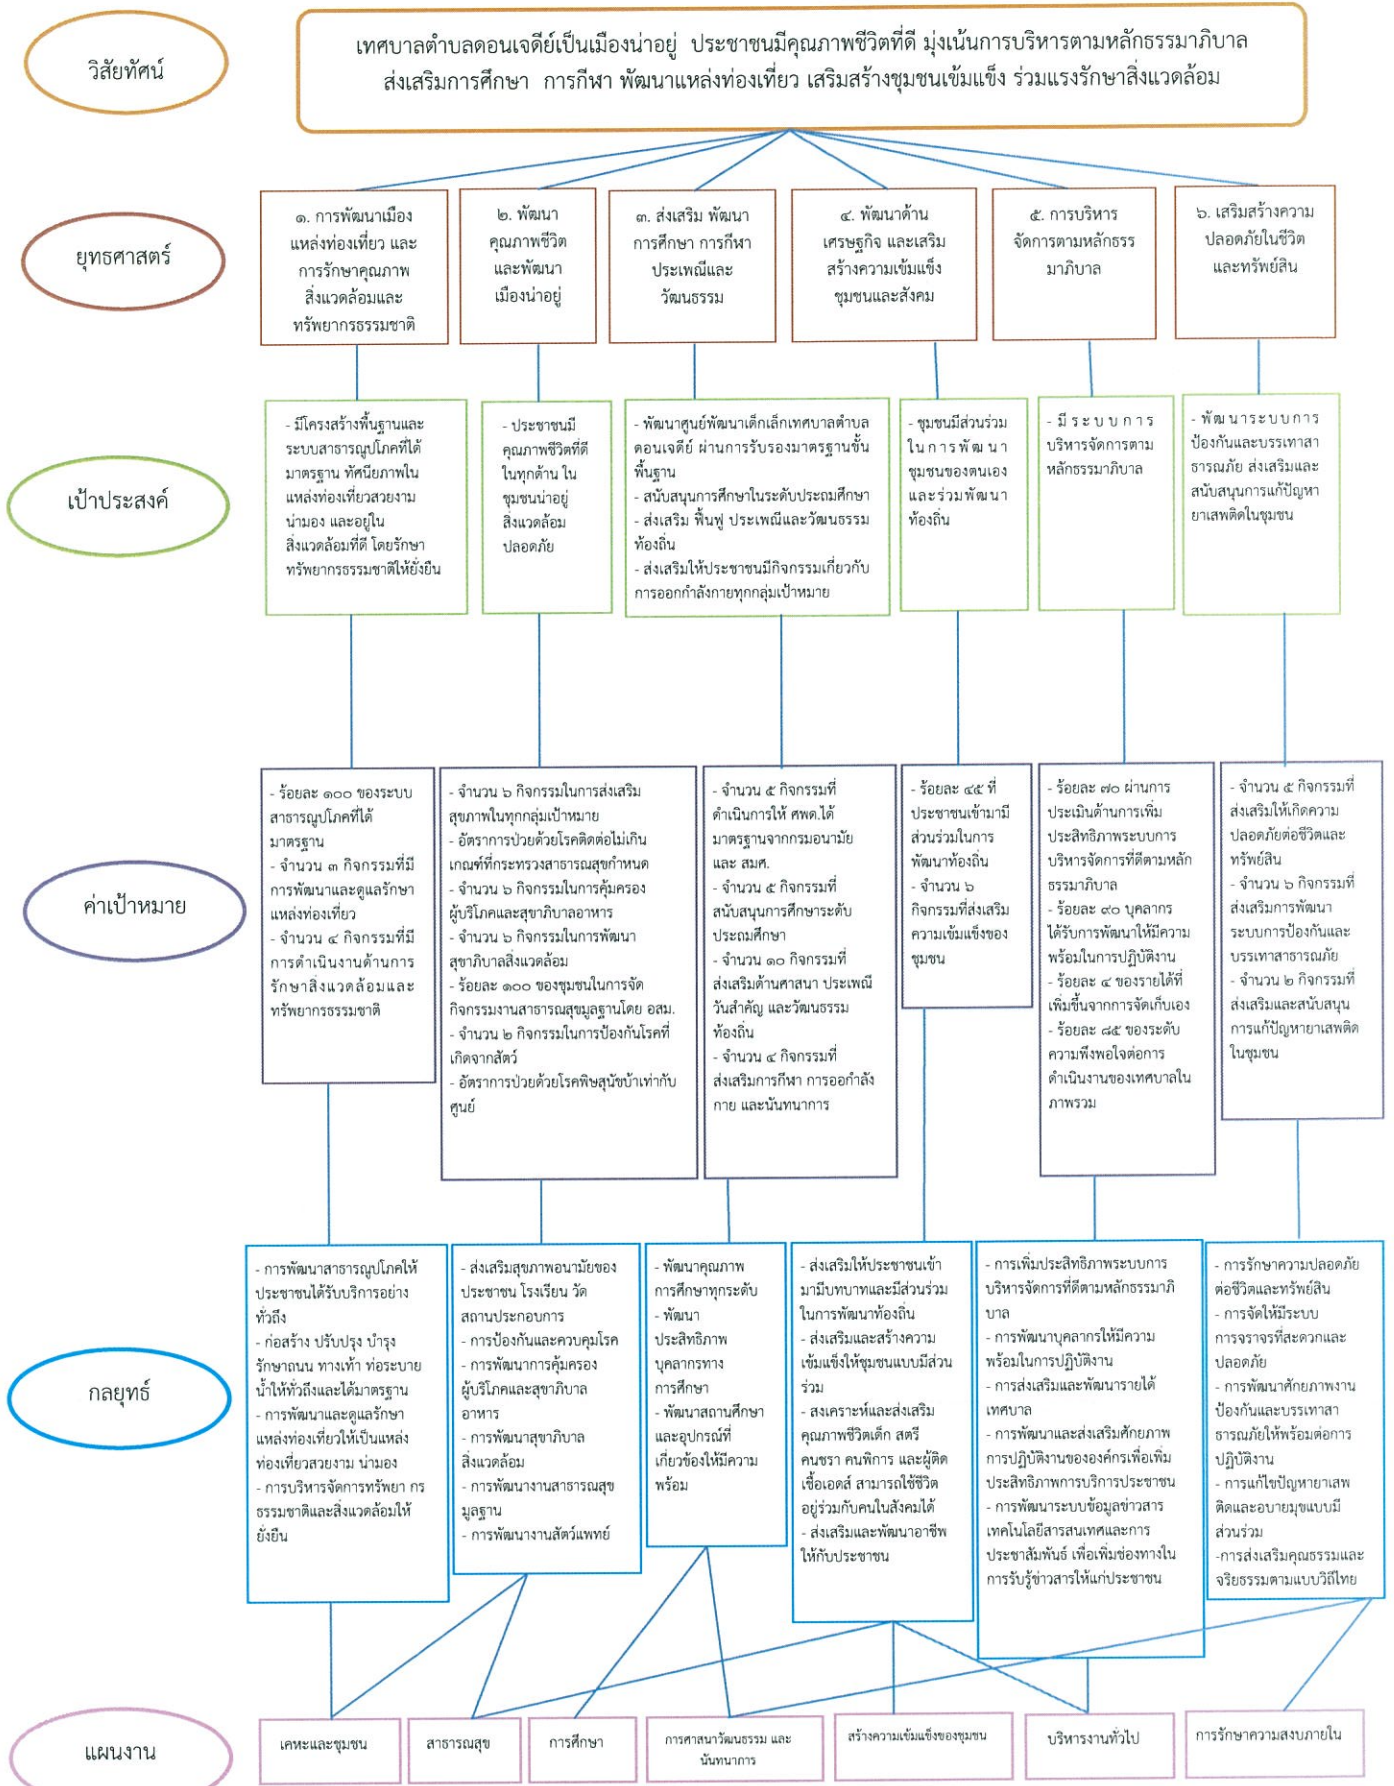 วิสัยทัศน์
เทศบาลตำบลดอนเจดีย์เป็นเมืองน่าอยู่ ประชาชนมีคุณภาพชีวิตที่ดี มุ่งเน้นการบริหารตามหลักธรรมาภิบาล
ส่งเสริมการศึกษา การกีฬา พัฒนาแหล่งท่องเที่ยว เสริมสร้างชุมชนเข้มแข็ง ร่วมแรงรักษาสิ่งแวดล้อม
ยุทธศาสตร์
๑. การพัฒนาเมือง
แหล่งท่องเที่ยว และ
การรักษาคุณภาพ
สิ่งแวดล้อมและ
ทรัพยากรธรรมชาติ
๒. พัฒนา
คุณภาพชีวิต
และพัฒนา
เมืองน่าอยู่
๓. ส่งเสริม พัฒนา
การศึกษา การกีฬา
ประเพณีและ
วัฒนธรรม
๔. พัฒนาด้าน
เศรษฐกิจ และเสริม
สร้างความเข้มแข็ง
ชุมชนและสังคม
๕. การบริหาร
จัดการตามหลักธรร
มาภิบาล
๖. เสริมสร้างความ
ปลอดภัยในชีวิต
และทรัพย์สิน
เป้าประสงค์
- มีโครงสร้างพื้นฐานและ
ระบบสาธารณูปโภคที่ได้
มาตรฐาน ทัศนียภาพใน
แหล่งท่องเที่ยวสวยงาม
น่ามอง และอยู่ใน
สิ่งแวดล้อมที่ดี โดยรักษา
ทรัพยากรธรรมชาติให้ยั่งยืน
- ประชาชนมี
คุณภาพชีวิตที่ดี
ในทุกด้าน ใน
ชุมชนน่าอยู่
สิ่งแวดล้อม
ปลอดภัย
- พัฒนาศูนย์พัฒนาเด็กเล็กเทศบาลตำบล
ดอนเจดีย์ ผ่านการรับรองมาตรฐานขั้น
พื้นฐาน
- สนับสนุนการศึกษาในระดับประถมศึกษา
- ส่งเสริม ฟื้นฟู ประเพณีและวัฒนธรรม
ท้องถิ่น
- ส่งเสริมให้ประชาชนมีกิจกรรมเกี่ยวกับ
การออกกำลังกายทุกกลุ่มเป้าหมาย
- ชุมชนมีส่วนร่วม
ในการพัฒนา
ชุมชนของตนเอง
และร่วมพัฒนา
ท้องถิ่น
- มีระบบการ
บริหารจัดการตาม
หลักธรรมาภิบาล
- พัฒนาระบบการ
ป้องกันและบรรเทาสา
ธารณภัย ส่งเสริมและ
สนับสนุนการแก้ปัญหา
ยาเสพติดในชุมชน
ค่าเป้าหมาย
- ร้อยละ ๑๐๐ ของระบบ
สาธารณูปโภคที่ได้
มาตรฐาน
- จำนวน ๓ กิจกรรมที่มี
การพัฒนาและดูแลรักษา
แหล่งท่องเที่ยว
- จำนวน ๔ กิจกรรมที่มี
การดำเนินงานด้านการ
รักษาสิ่งแวดล้อมและ
ทรัพยากรธรรมชาติ
- จำนวน ๖ กิจกรรมในการส่งเสริม
สุขภาพในทุกกลุ่มเป้าหมาย
- อัตราการป่วยด้วยโรคติดต่อไม่เกิน
เกณฑ์ที่กระทรวงสาธารณสุขกำหนด
- จำนวน ๖ กิจกรรมในการคุ้มครอง
ผู้บริโภคและสุขาภิบาลอาหาร
- จำนวน ๖ กิจกรรมในการพัฒนา
สุขาภิบาลสิ่งแวดล้อม
- ร้อยละ ๑๐๐ ของชุมชนในการจัด
กิจกรรมงานสาธารณสุขมูลฐานโดย อสม.
- จำนวน ๒ กิจกรรมในการป้องกันโรคที่
เกิดจากสัตว์
- อัตราการป่วยด้วยโรคพิษสุนัขบ้าเท่ากับ
ศูนย์
- จำนวน ๕ กิจกรรมที่
ดำเนินการให้ ศพด.ได้
มาตรฐานจากกรมอนามัย
และ สมศ.
- จำนวน ๕ กิจกรรมที่
สนับสนุนการศึกษาระดับ
ประถมศึกษา
- จำนวน ๑๐ กิจกรรมที่
ส่งเสริมด้านศาสนา ประเพณี
วันสำคัญ และวัฒนธรรม
ท้องถิ่น
- จำนวน ๔ กิจกรรมที่
ส่งเสริมการกีฬา การออกำลัง
กาย และนันทนาการ
- ร้อยละ ๔๕ ที่
ประชาชนเข้ามามี
ส่วนร่วมในการ
พัฒนาท้องถิ่น
- จำนวน ๖
กิจกรรมที่ส่งเสริม
ความเข้มแข็งของ
ชุมชน
- ร้อยละ ๗๐ ผ่านการ
ประเมินด้านการเพิ่ม
ประสิทธิภาพระบบการ
บริหารจัดการที่ดีตามหลัก
ธรรมาภิบาล
- ร้อยละ ๙๐ บุคลากร
ได้รับการพัฒนาให้มีความ
พร้อมในการปฏิบัติงาน
- ร้อยละ ๔ ของรายได้ที่
เพิ่มขึ้นจากการจัดเก็บเอง
- ร้อยละ ๘๕ ของระดับ
ความพึงพอใจต่อการ
ดำเนินงานของเทศบาลใน
ภาพรวม
- จำนวน ๕ กิจกรรมที่
ส่งเสริมให้เกิดความ
ปลอดภัยต่อชีวิตและ
ทรัพย์สิน
- จำนวน ๖ กิจกรรมที่
ส่งเสริมการพัฒนา
ระบบการป้องกันและ
บรรเทาสาธารณภัย
- จำนวน ๒ กิจกรรมที่
ส่งเสริมและสนับสนุน
การแก้ปัญหายาเสพติด
ในชุมชน
กลยุทธ์
- การพัฒนาสาธารณูปโภคให้
ประชาชนได้รับบริการอย่าง
ทั่วถึง
- ก่อสร้าง ปรับปรุง บำรุง
รักษาถนน ทางเท้า ท่อระบาย
น้ำให้ทั่วถึงและได้มาตรฐาน
- การพัฒนาและดูแลรักษา
แหล่งท่องเที่ยวให้เป็นแหล่ง
ท่องเที่ยวสวยงาม น่ามอง
- การบริหารจัดการทรัพยา กร
ธรรมชาติและสิ่งแวดล้อมให้
ยั่งยืน
- ส่งเสริมสุขภาพอนามัยของ
ประชาชน โรงเรียน วัด
สถานประกอบการ
- การป้องกันและควบคุมโรค
- การพัฒนาการคุ้มครอง
ผู้บริโภคและสุขาภิบาล
อาหาร
- การพัฒนาสุขาภิบาล
สิ่งแวดล้อม
- การพัฒนางานสาธารณสุข
มูลฐาน
- การพัฒนางานสัตว์แพทย์
- พัฒนาคุณภาพ
การศึกษาทุกระดับ
- พัฒนา
ประสิทธิภาพ
บุคลากรทาง
การศึกษา
- พัฒนาสถานศึกษา
และอุปกรณ์ที่
เกี่ยวข้องให้มีความ
พร้อม
- ส่งเสริมให้ประชาชนเข้า
มามีบทบาทและมีส่วนร่วม
ในการพัฒนาท้องถิ่น
- ส่งเสริมและสร้างความ
เข้มแข็งให้ชุมชนแบบมีส่วน
ร่วม
- สงเคราะห์และส่งเสริม
คุณภาพชีวิตเด็ก สตรี
คนชรา คนพิการ และผู้ติด
เชื้อเอดส์ สามารถใช้ชีวิต
อยู่ร่วมกับคนในสังคมได้
- ส่งเสริมและพัฒนาอาชีพ
ให้กับประชาชน
- การเพิ่มประสิทธิภาพระบบการ
บริหารจัดการที่ดีตามหลักธรรมาภิ
บาล
- การพัฒนาบุคลากรให้มีความ
พร้อมในการปฏิบัติงาน
- การส่งเสริมและพัฒนารายได้
เทศบาล
- การพัฒนาและส่งเสริมศักยภาพ
การปฏิบัติงานขององค์กรเพื่อเพิ่ม
ประสิทธิภาพการบริการประชาชน
- การพัฒนาระบบข้อมูลข่าวสาร
เทคโนโลยีสารสนเทศและการ
ประชาสัมพันธ์ เพื่อเพิ่มช่องทางใน
การรับรู้ข่าวสารให้แก่ประชาชน
- การรักษาความปลอดภัย
ต่อชีวิตและทรัพย์สิน
- การจัดให้มีระบบ
การจราจรที่สะดวกและ
ปลอดภัย
- การพัฒนาศักยภาพงาน
ป้องกันและบรรเทาสา
ธารณภัยให้พร้อมต่อการ
ปฏิบัติงาน
- การแก้ไขปัญหายาเสพ
ติดและอบายมุขแบบมี
ส่วนร่วม
-การส่งเสริมคุณธรรมและ
จริยธรรมตามแบบวิถีไทย
แผนงาน
เคหะและชุมชน
สาธารณสุข
การศึกษา
การศาสนาวัฒนธรรม และ
นันทนาการ
สร้างความเข้มแข็งของชุมชน
บริหารงานทั่วไป
การรักษาความสงบภายใน